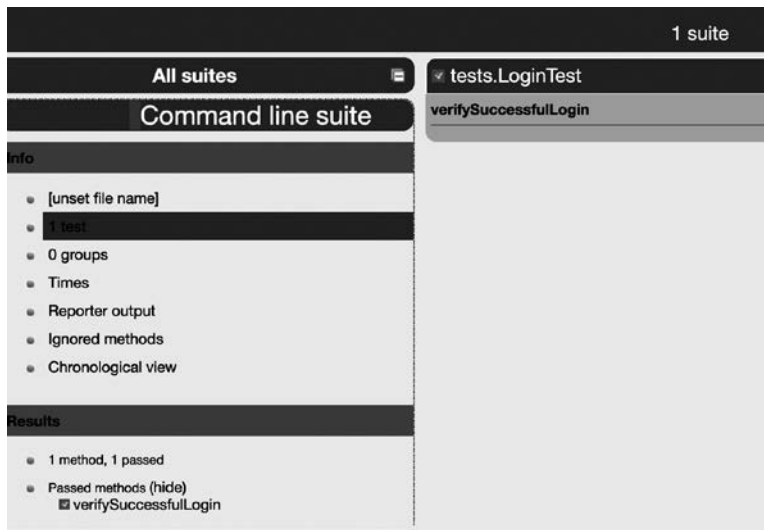 1 suite
All suites
Command line suite
Info
[unset file name]
1 test
0 groups
Times
Reporter output
Ignored methods
Chronological view
Results
1 method, 1 passed
Passed methods (hide)
verifySuccessfulLogin
tests.LoginTest
verifySuccessfulLogin